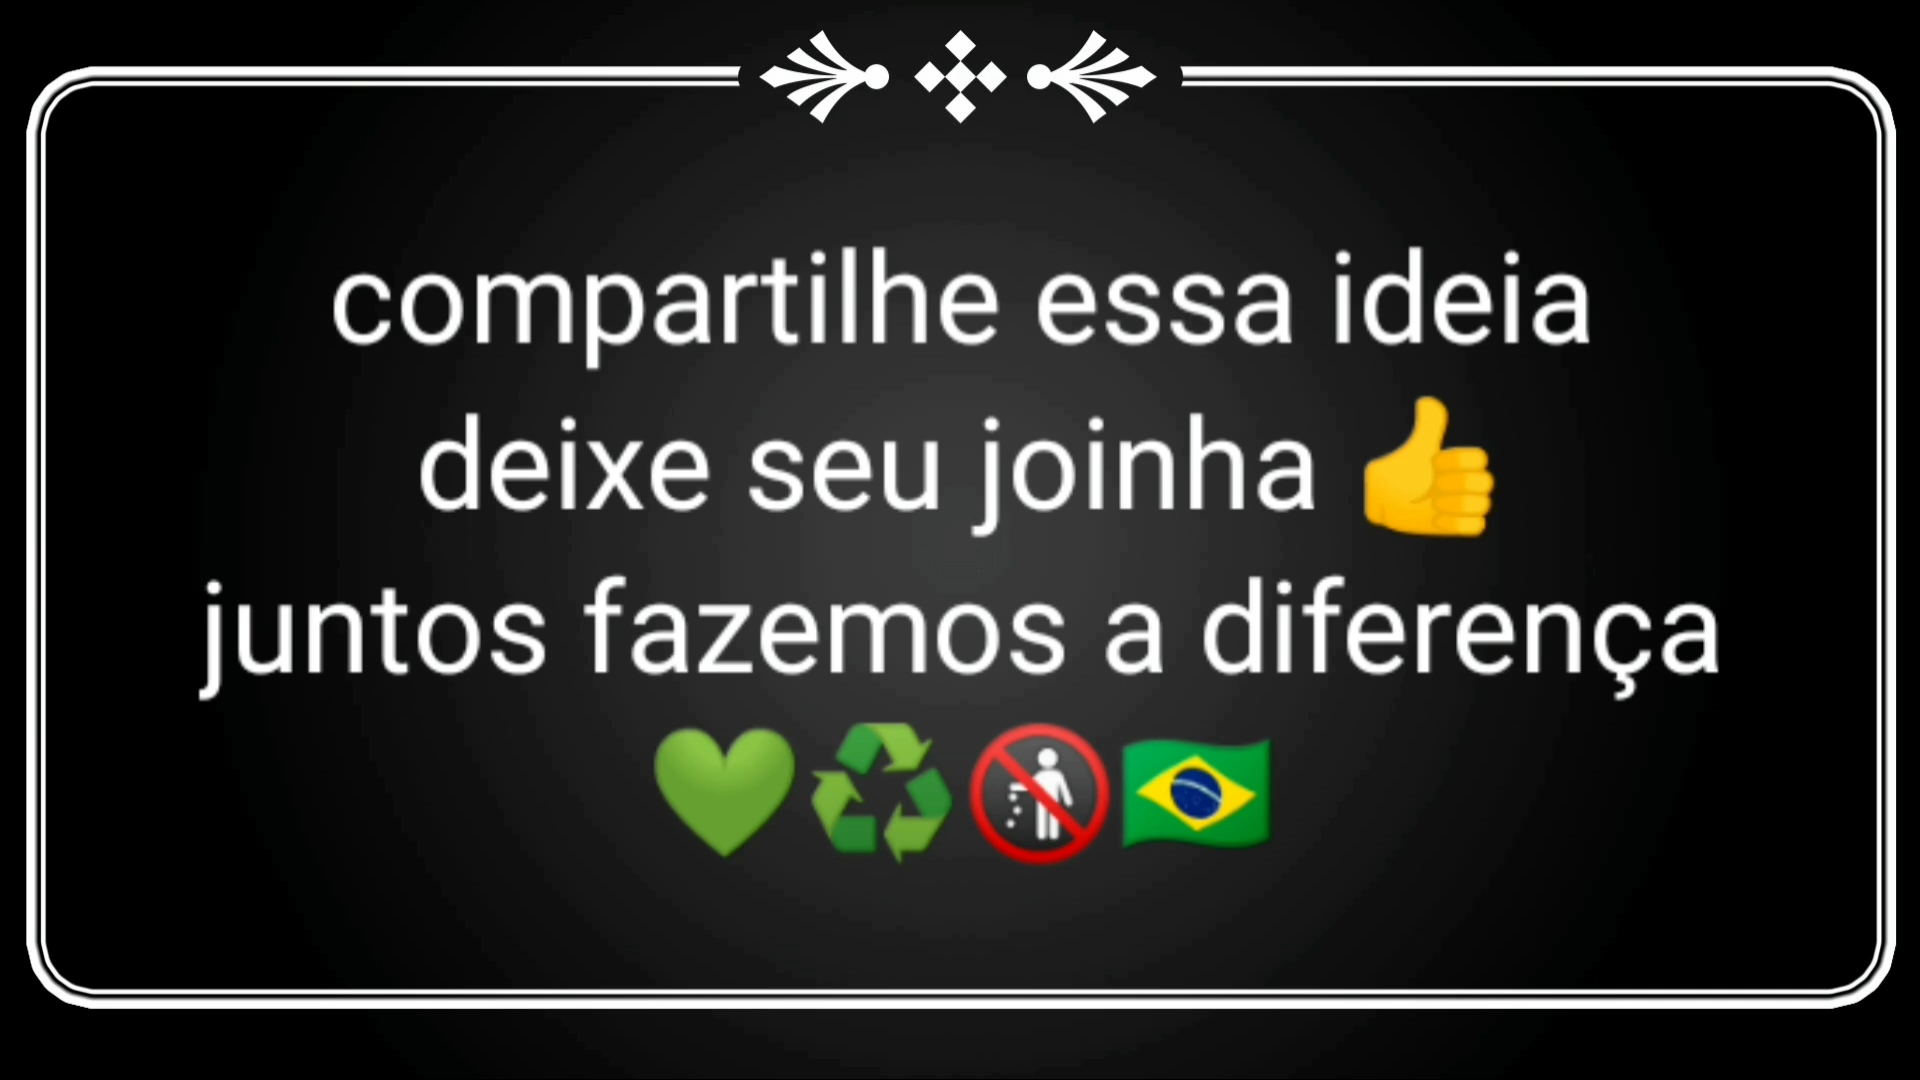 compartilhe essa ideia
deixe seu joinha 👍
juntos fazemos a diferença
💚♻️🚯🇧🇷